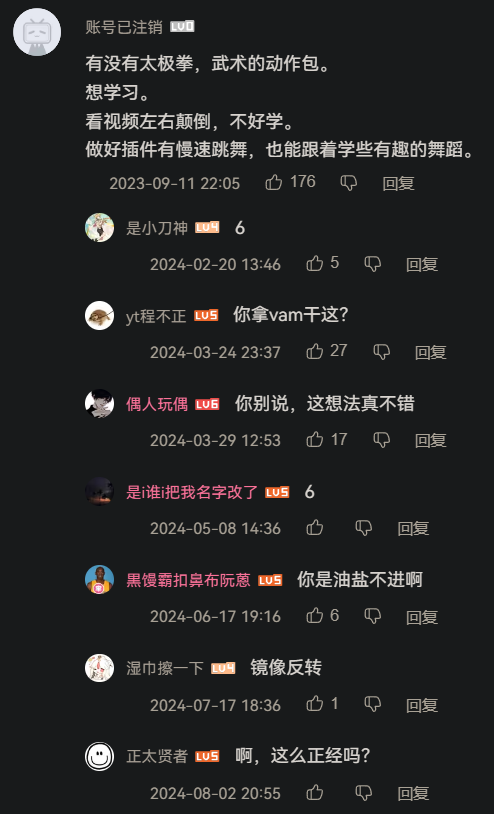 账号已注销 LV0
有没有太极拳，武术的动作包。
想学习。
看视频左右颠倒，不好学。
做好插件有慢速跳舞，也能跟着学些有趣的舞蹈。
2023-09-11 22:05 176 回复
是小刀神 LV4 6
2024-02-20 13:46 5 回复
yt程不正 LV5 你拿vam干这？
2024-03-24 23:37 27 回复
偶人玩偶 LV6 你别说，这想法真不错
2024-03-29 12:53 17 回复
是i谁i把我名字改了 LV5 6
2024-05-08 14:36 回复
黒馒霸扣鼻布阮蒽 LV5 你是油盐不进啊
2024-06-17 19:16 6 回复
湿巾擦一下 LV4 镜像反转
2024-07-17 18:36 1 回复
正太贤者 LV5 啊，这么正经吗？
2024-08-02 20:55 回复